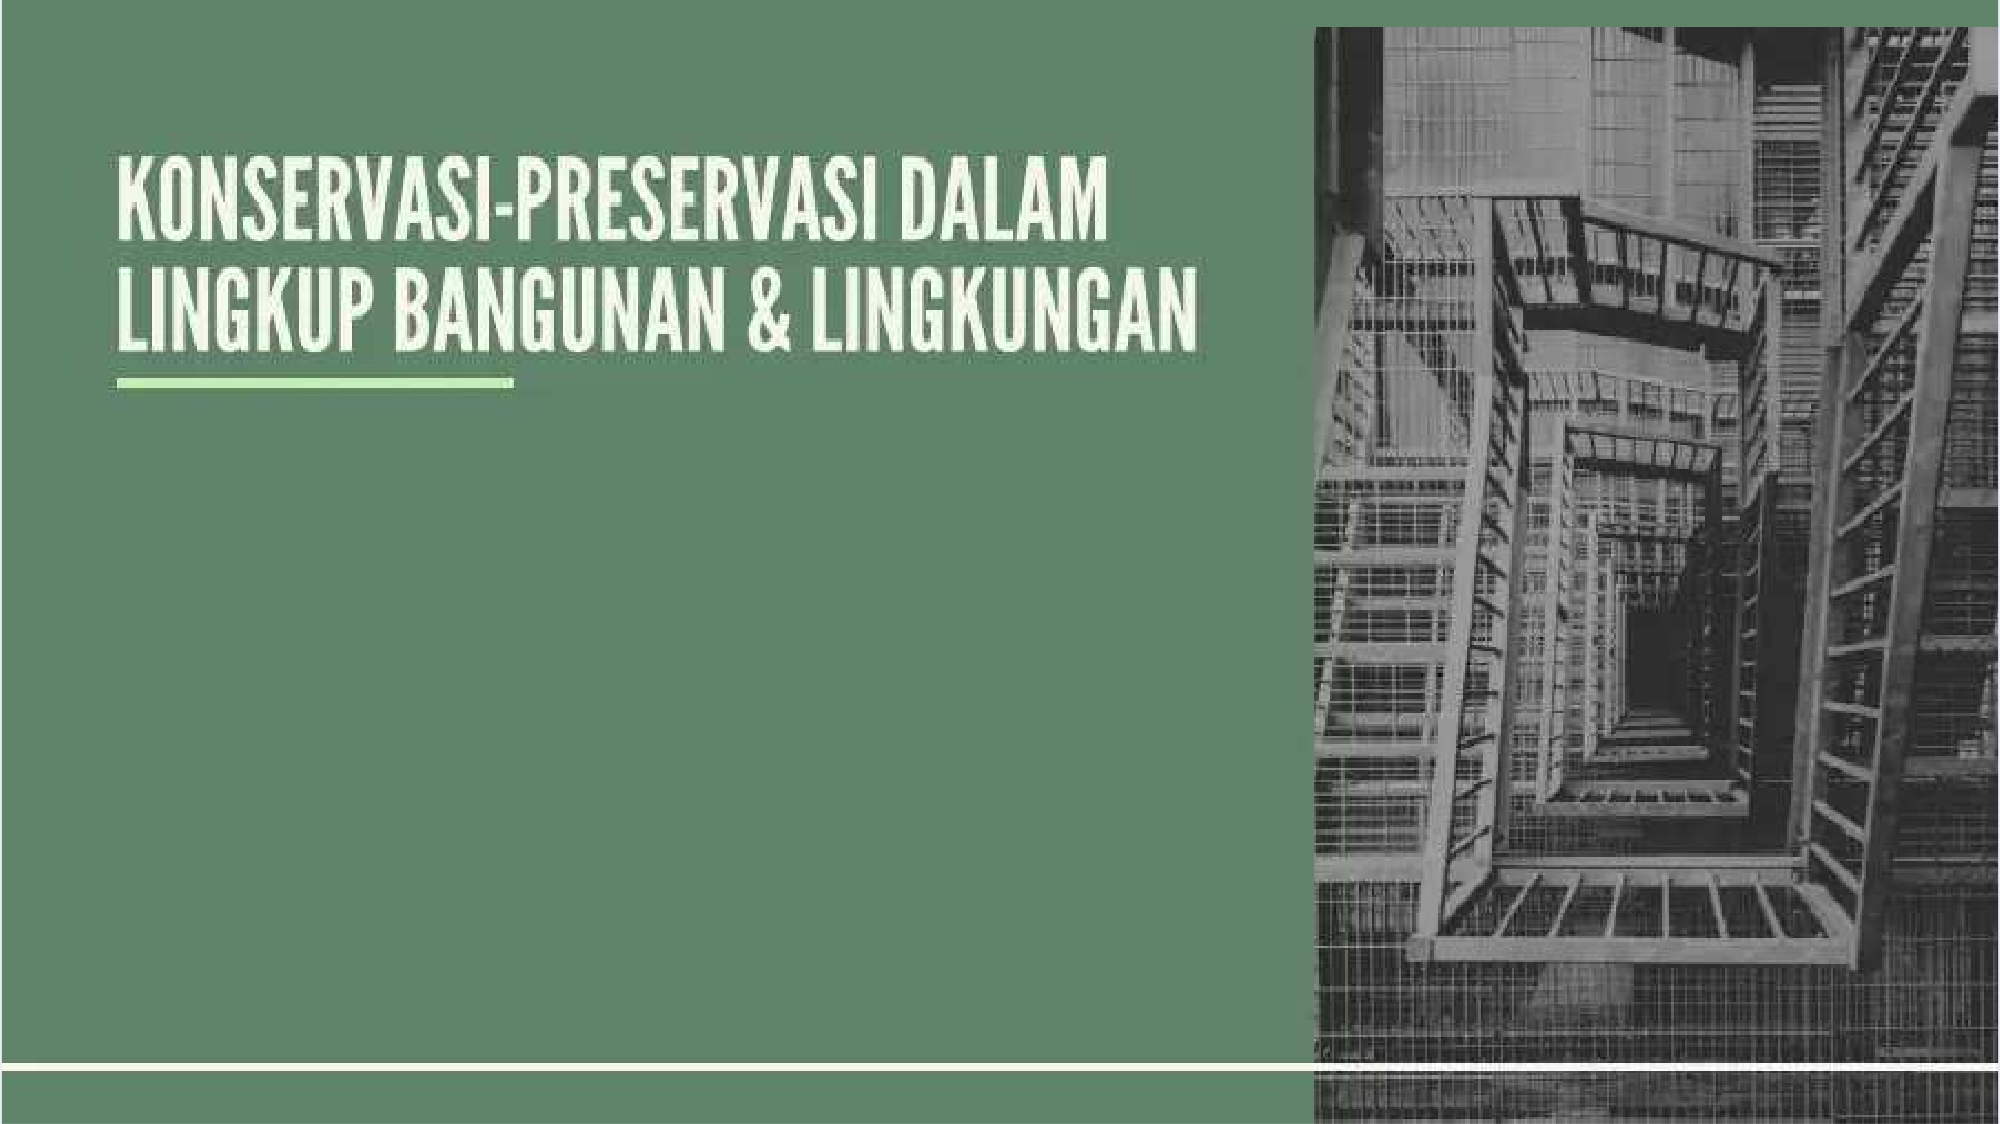 KONSERVASI-PRESERVASI DALAM
LINGKUP BANGUNAN & LINGKUNGAN